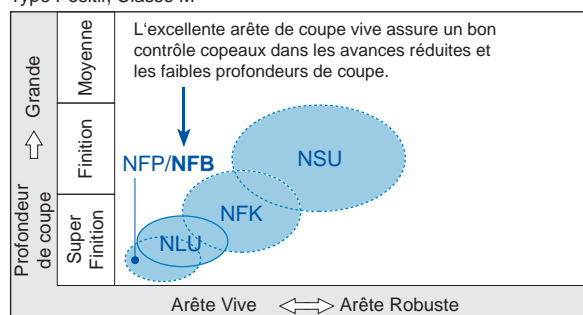 Type Positif, Classe M
L'excellente arête de coupe vive assure un bon
contrôle copeaux dans les avances réduites et
les faibles profondeurs de coupe.
Profondeur
de coupe
Grande
Moyenne
Finition
Super
Finition
NFP/NFB
NSU
NFK
NLU
Arête Vive
Arête Robuste